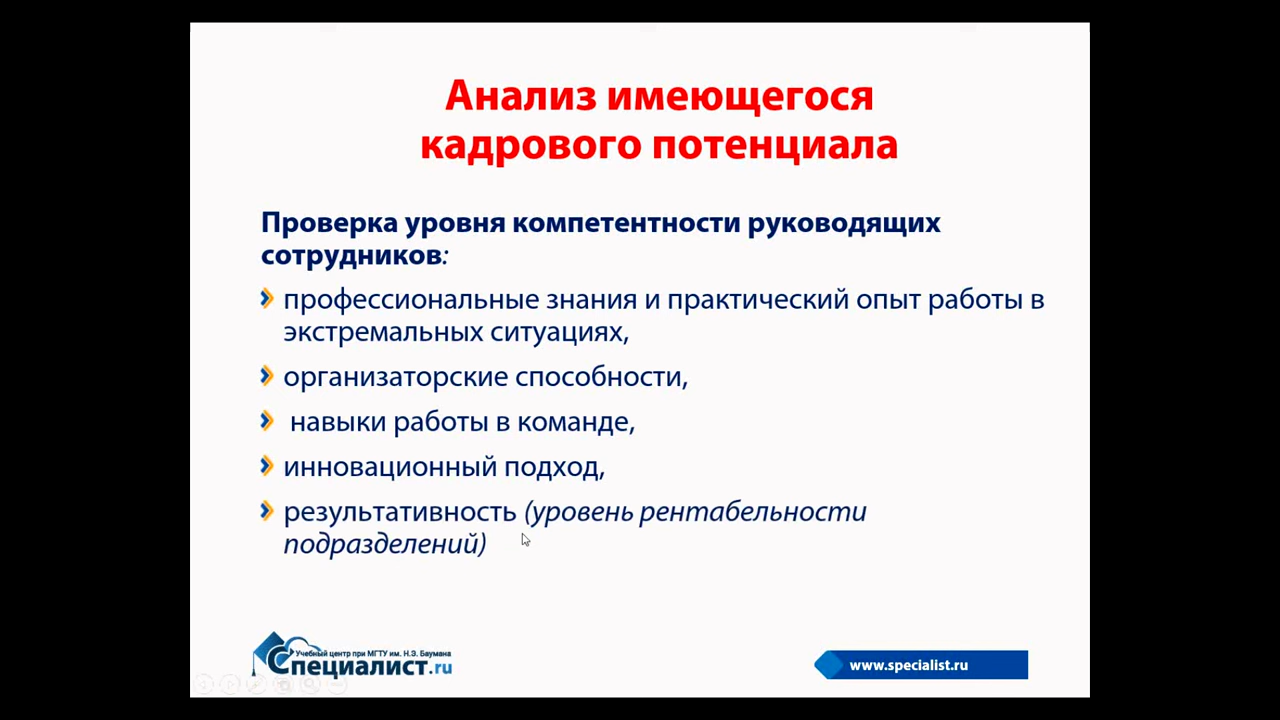 Анализ имеющегося
кадрового потенциала
Проверка уровня компетентности руководящих
сотрудников:
профессиональные знания и практический опыт работы в
экстремальных ситуациях,
организаторские способности,
навыки работы в команде,
инновационный подход,
результативность (уровень рентабельности
подразделений)
Учебный центр при МГТУ им. Н.Э. Баумана
Специалист.ru
www.specialist.ru